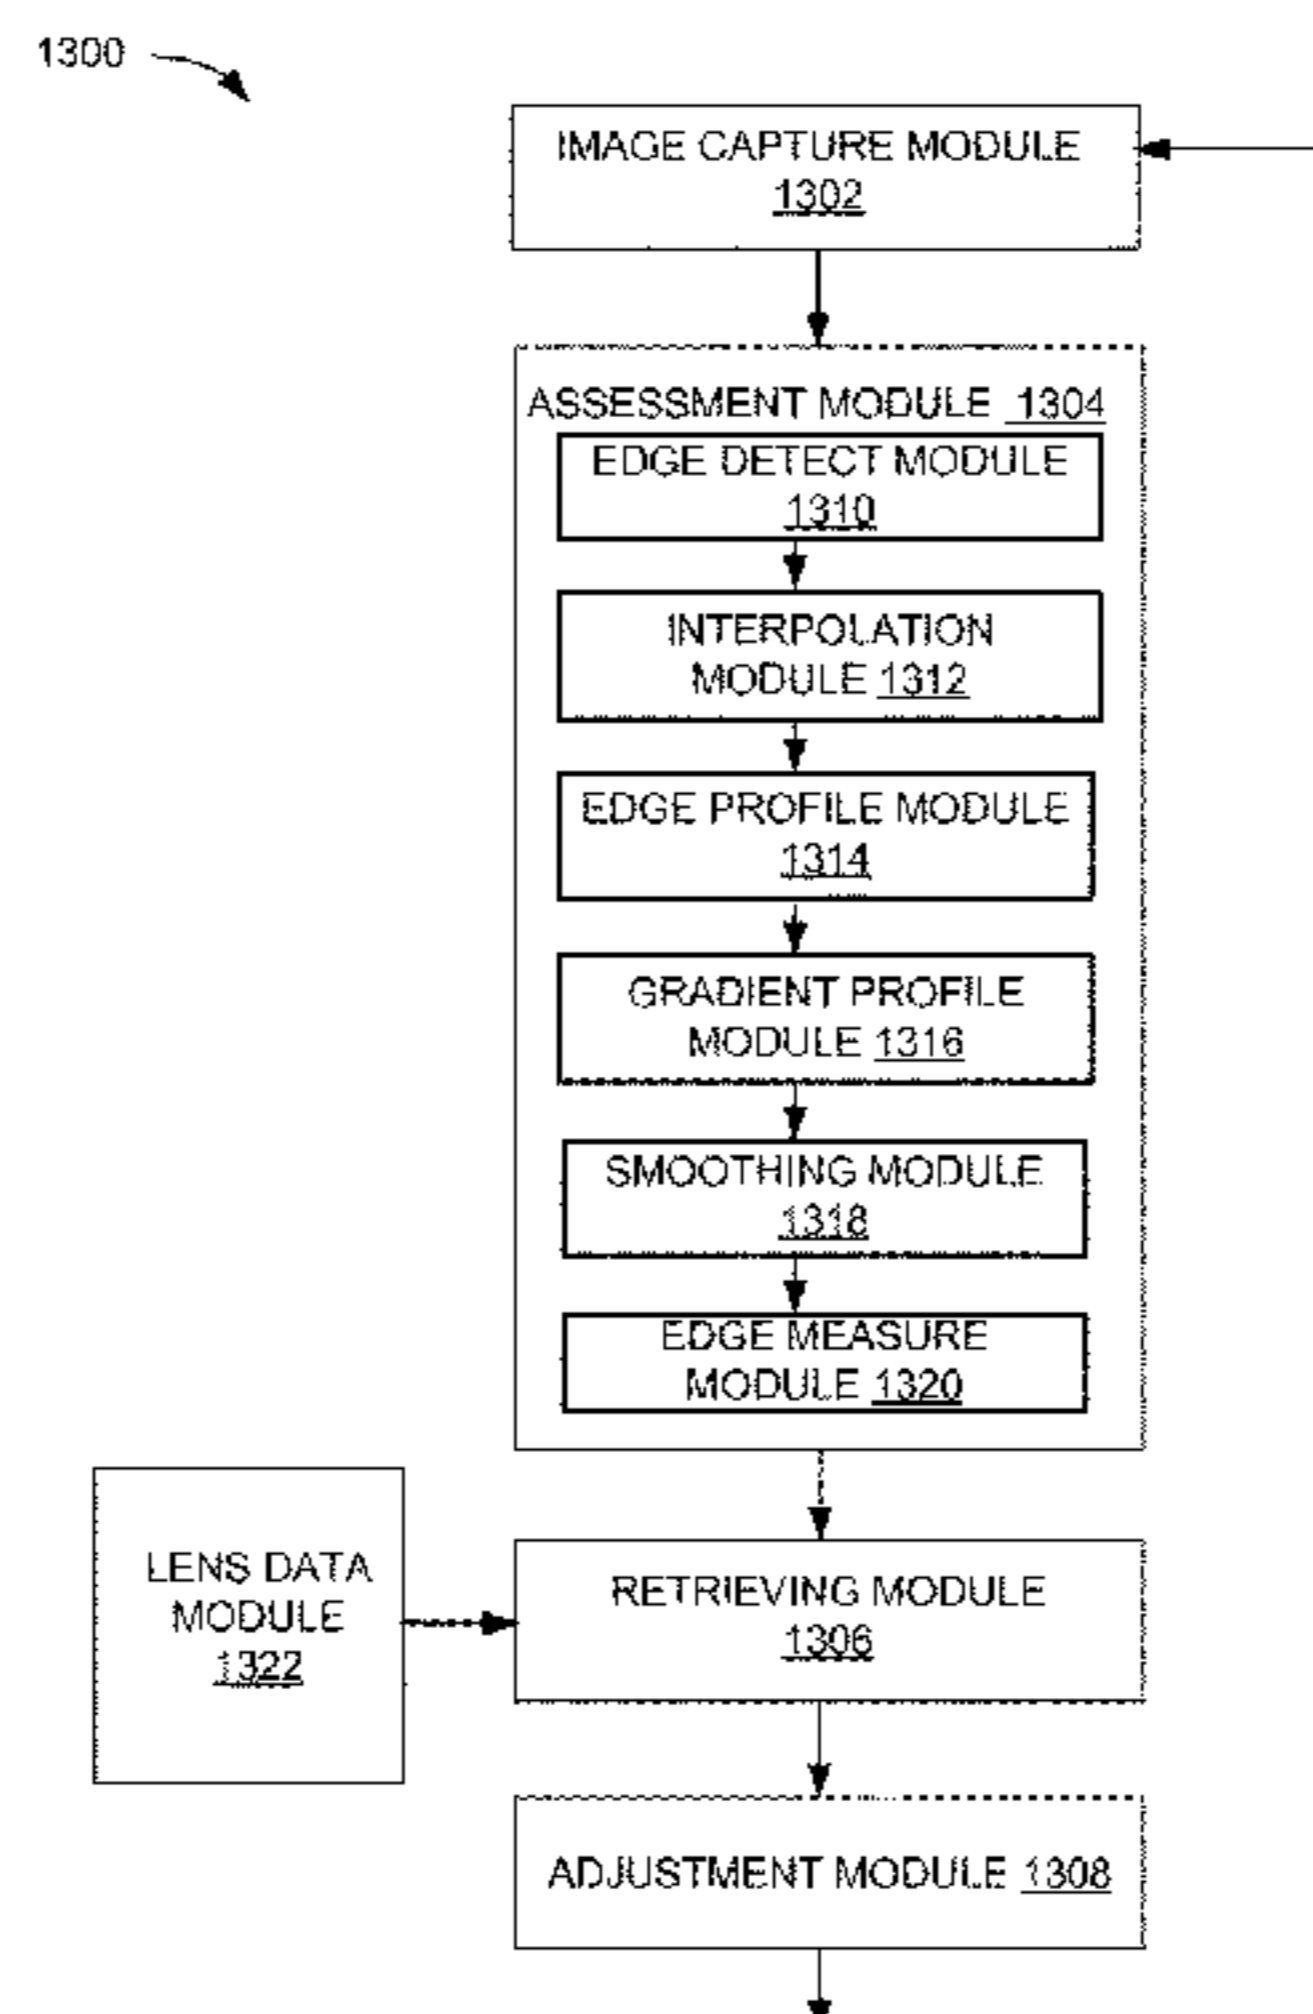 1300
IMAGE CAPTURE MODULE
1302
ASSESSMENT MODULE 1304
EDGE DETECT MODULE
1310
INTERPOLATION
MODULE 1312
EDGE PROFILE MODULE
1314
GRADIENT PROFILE
MODULE 1316
SMOOTHING MODULE
1318
EDGE MEASURE
MODULE 1320
LENS DATA
MODULE
1322
RETRIEVING MODULE
1306
ADJUSTMENT MODULE 1308